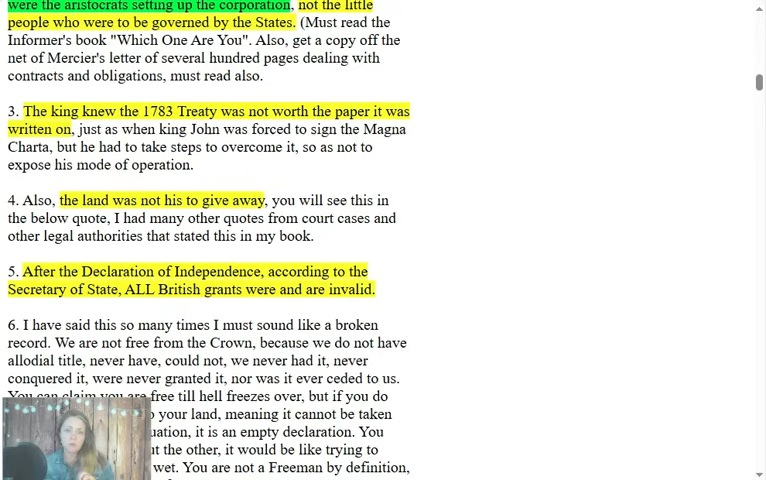 were the aristocrats setting up the corporation, not the little
people who were to be governed by the States. (Must read the
Informer's book "Which One Are You". Also, get a copy off the
net of Mercier's letter of several hundred pages dealing with
contracts and obligations, must read also.
3. The king knew the 1783 Treaty was not worth the paper it was
written on, just as when king John was forced to sign the Magna
Charta, but he had to take steps to overcome it, so as not to
expose his mode of operation.
4. Also, the land was not his to give away, you will see this in
the below quote, I had many other quotes from court cases and
other legal authorities that stated this in my book.
5. After the Declaration of Independence, according to the
Secretary of State, ALL British grants were and are invalid.
6. I have said this so many times I must sound like a broken
record. We are not free from the Crown, because we do not have
allodial title, never have, could not, we never had it, never
conquered it, were never granted it, nor was it ever ceded to us.
You can claim you are free till hell freezes over, but if you do
your land, meaning it cannot be taken
uation, it is an empty declaration. You
the other, it would be like trying to
wet. You are not a Freeman by definition,